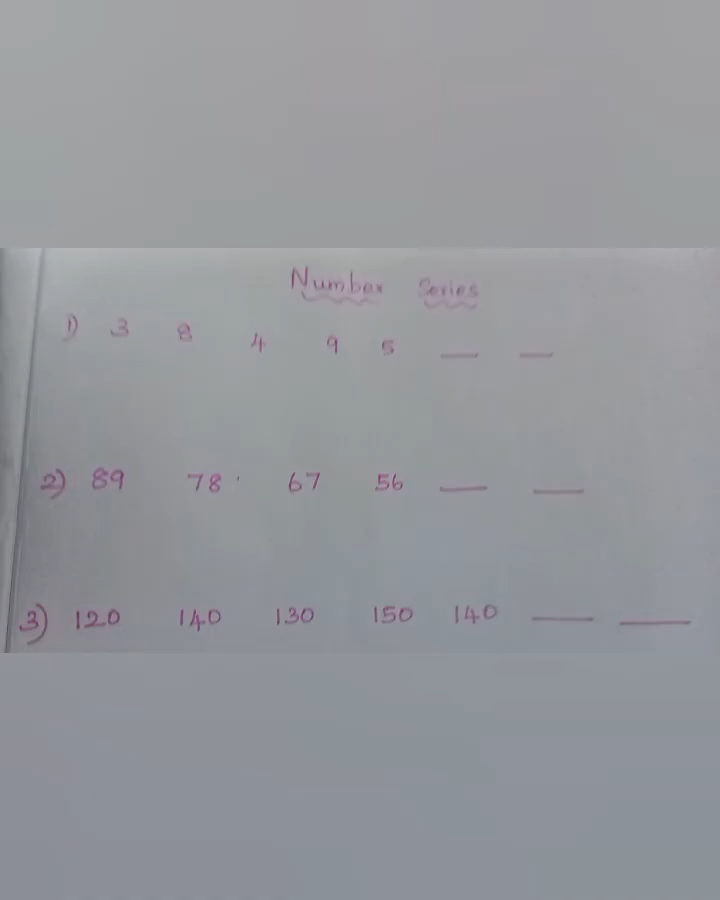 Number Series
1) 3 8 4 9 5 __ __
2) 89 78 67 56 __ __
3) 120 140 130 150 140 __ __